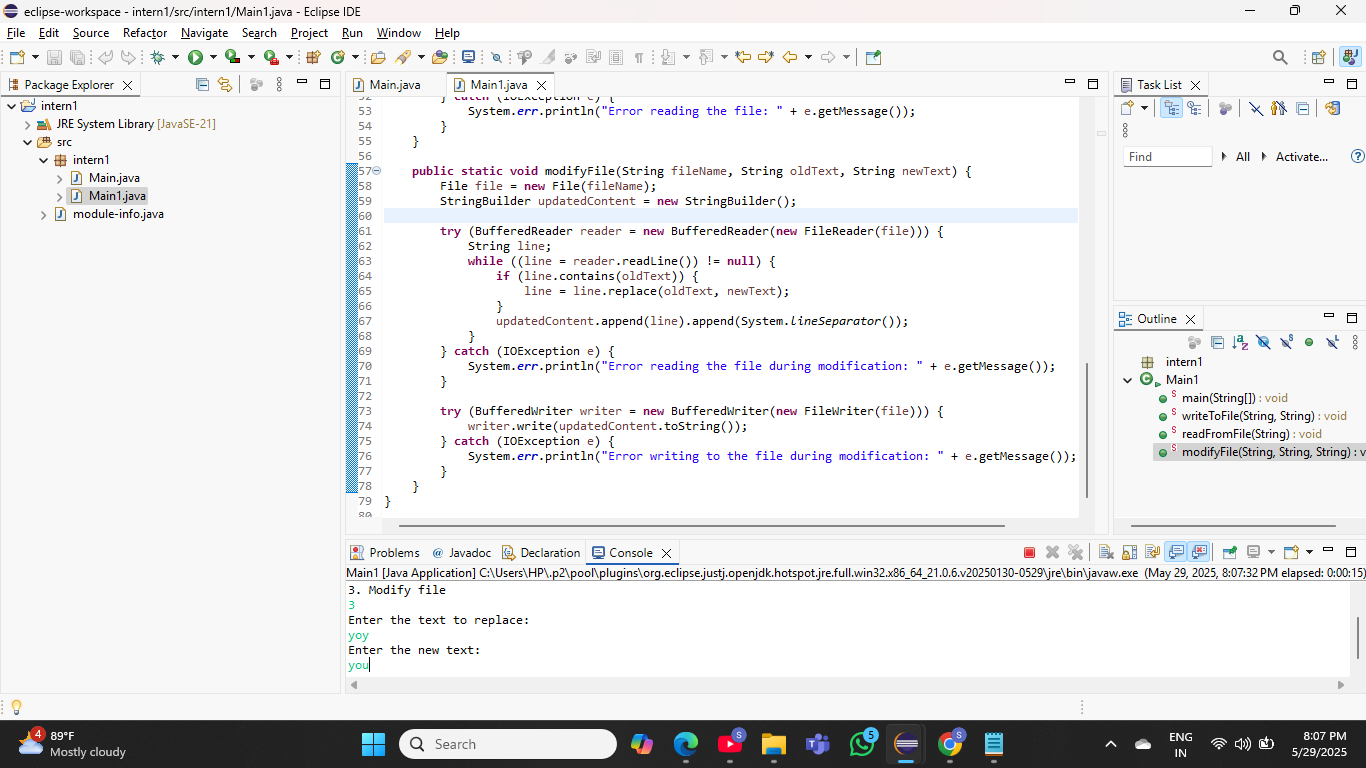 eclipse-workspace - intern1/src/intern1/Main1.java - Eclipse IDE
File Edit Source Refactor Navigate Search Project Run Window Help
Package Explorer
intern1
JRE System Library [JavaSE-21]
src
intern1
Main.java
Main1.java
module-info.java
Main.java Main1.java
52 } catch (IOException e) {
53 System.err.println("Error reading the file: " + e.getMessage());
54 }
55 }
56
57 public static void modifyFile(String fileName, String oldText, String newText) {
58 File file = new File(fileName);
59 StringBuilder updatedContent = new StringBuilder();
60
61 try (BufferedReader reader = new BufferedReader(new FileReader(file))) {
62 String line;
63 while ((line = reader.readLine()) != null) {
64 if (line.contains(oldText)) {
65 line = line.replace(oldText, newText);
66 }
67 updatedContent.append(line).append(System.lineSeparator());
68 }
69 } catch (IOException e) {
70 System.err.println("Error reading the file during modification: " + e.getMessage());
71 }
72
73 try (BufferedWriter writer = new BufferedWriter(new FileWriter(file))) {
74 writer.write(updatedContent.toString());
75 } catch (IOException e) {
76 System.err.println("Error writing to the file during modification: " + e.getMessage());
77 }
78 }
79 }
80
Task List
Find All Activate...
Outline
intern1
Main1
main(String[]) : void
writeToFile(String, String) : void
readFromFile(String) : void
modifyFile(String, String, String) : v
Problems @ Javadoc Declaration Console
Main1 [Java Application] C:\Users\HP\.p2\pool\plugins\org.eclipse.justj.openjdk.hotspot.jre.full.win32.x86_64_21.0.6.v20250130-0529\jre\bin\javaw.exe (May 29, 2025, 8:07:32 PM elapsed: 0:00:15)
3. Modify file
3
Enter the text to replace:
yoy
Enter the new text:
you
4
89°F
Mostly cloudy
Search
S
5
S
ENG
IN
8:07 PM
5/29/2025